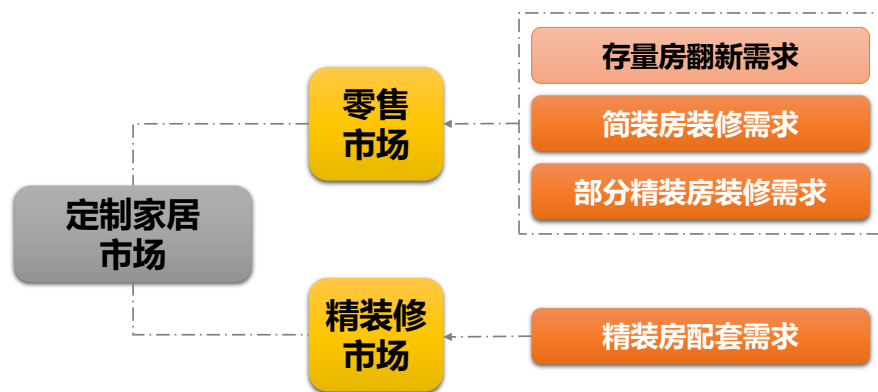 定制家居
市场
零售
市场
存量房翻新需求
简装房装修需求
部分精装房装修需求
精装修
市场
精装房配套需求